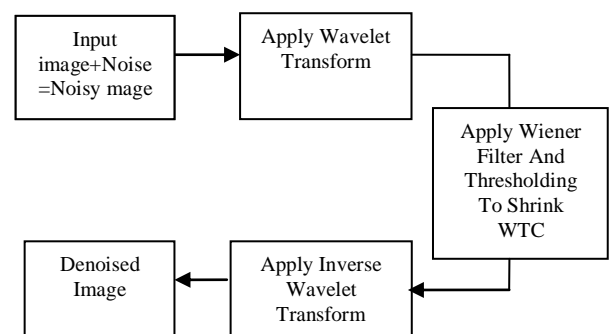 Input
image+Noise
=Noisy mage
Apply Wavelet
Transform
Apply Wiener
Filter And
Thresholding
To Shrink
WTC
Apply Inverse
Wavelet
Transform
Denoised
Image